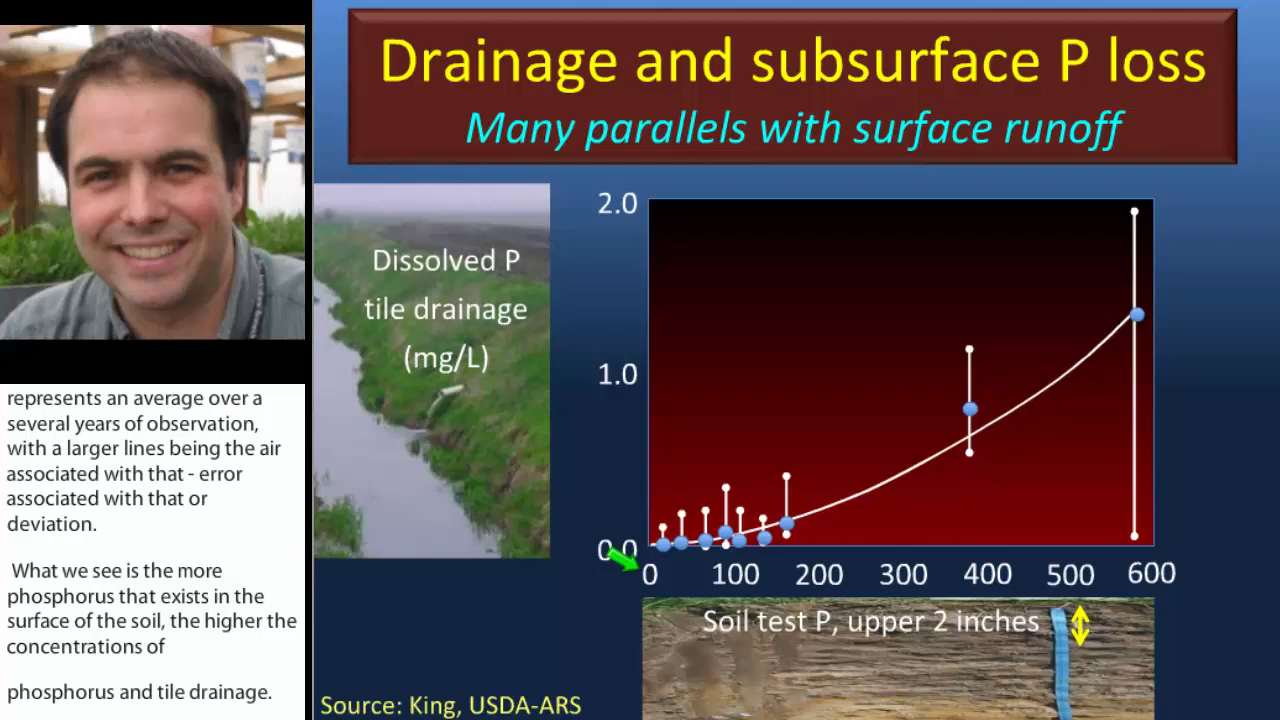 Drainage and subsurface P loss
Many parallels with surface runoff
Dissolved P
tile drainage
(mg/L)
2.0
1.0
0.0
0 100 200 300 400 500 600
Soil test P, upper 2 inches
Source: King, USDA-ARS
represents an average over a
several years of observation,
with a larger lines being the air
associated with that - error
associated with that or
deviation.
What we see is the more
phosphorus that exists in the
surface of the soil, the higher the
concentrations of
phosphorus and tile drainage.